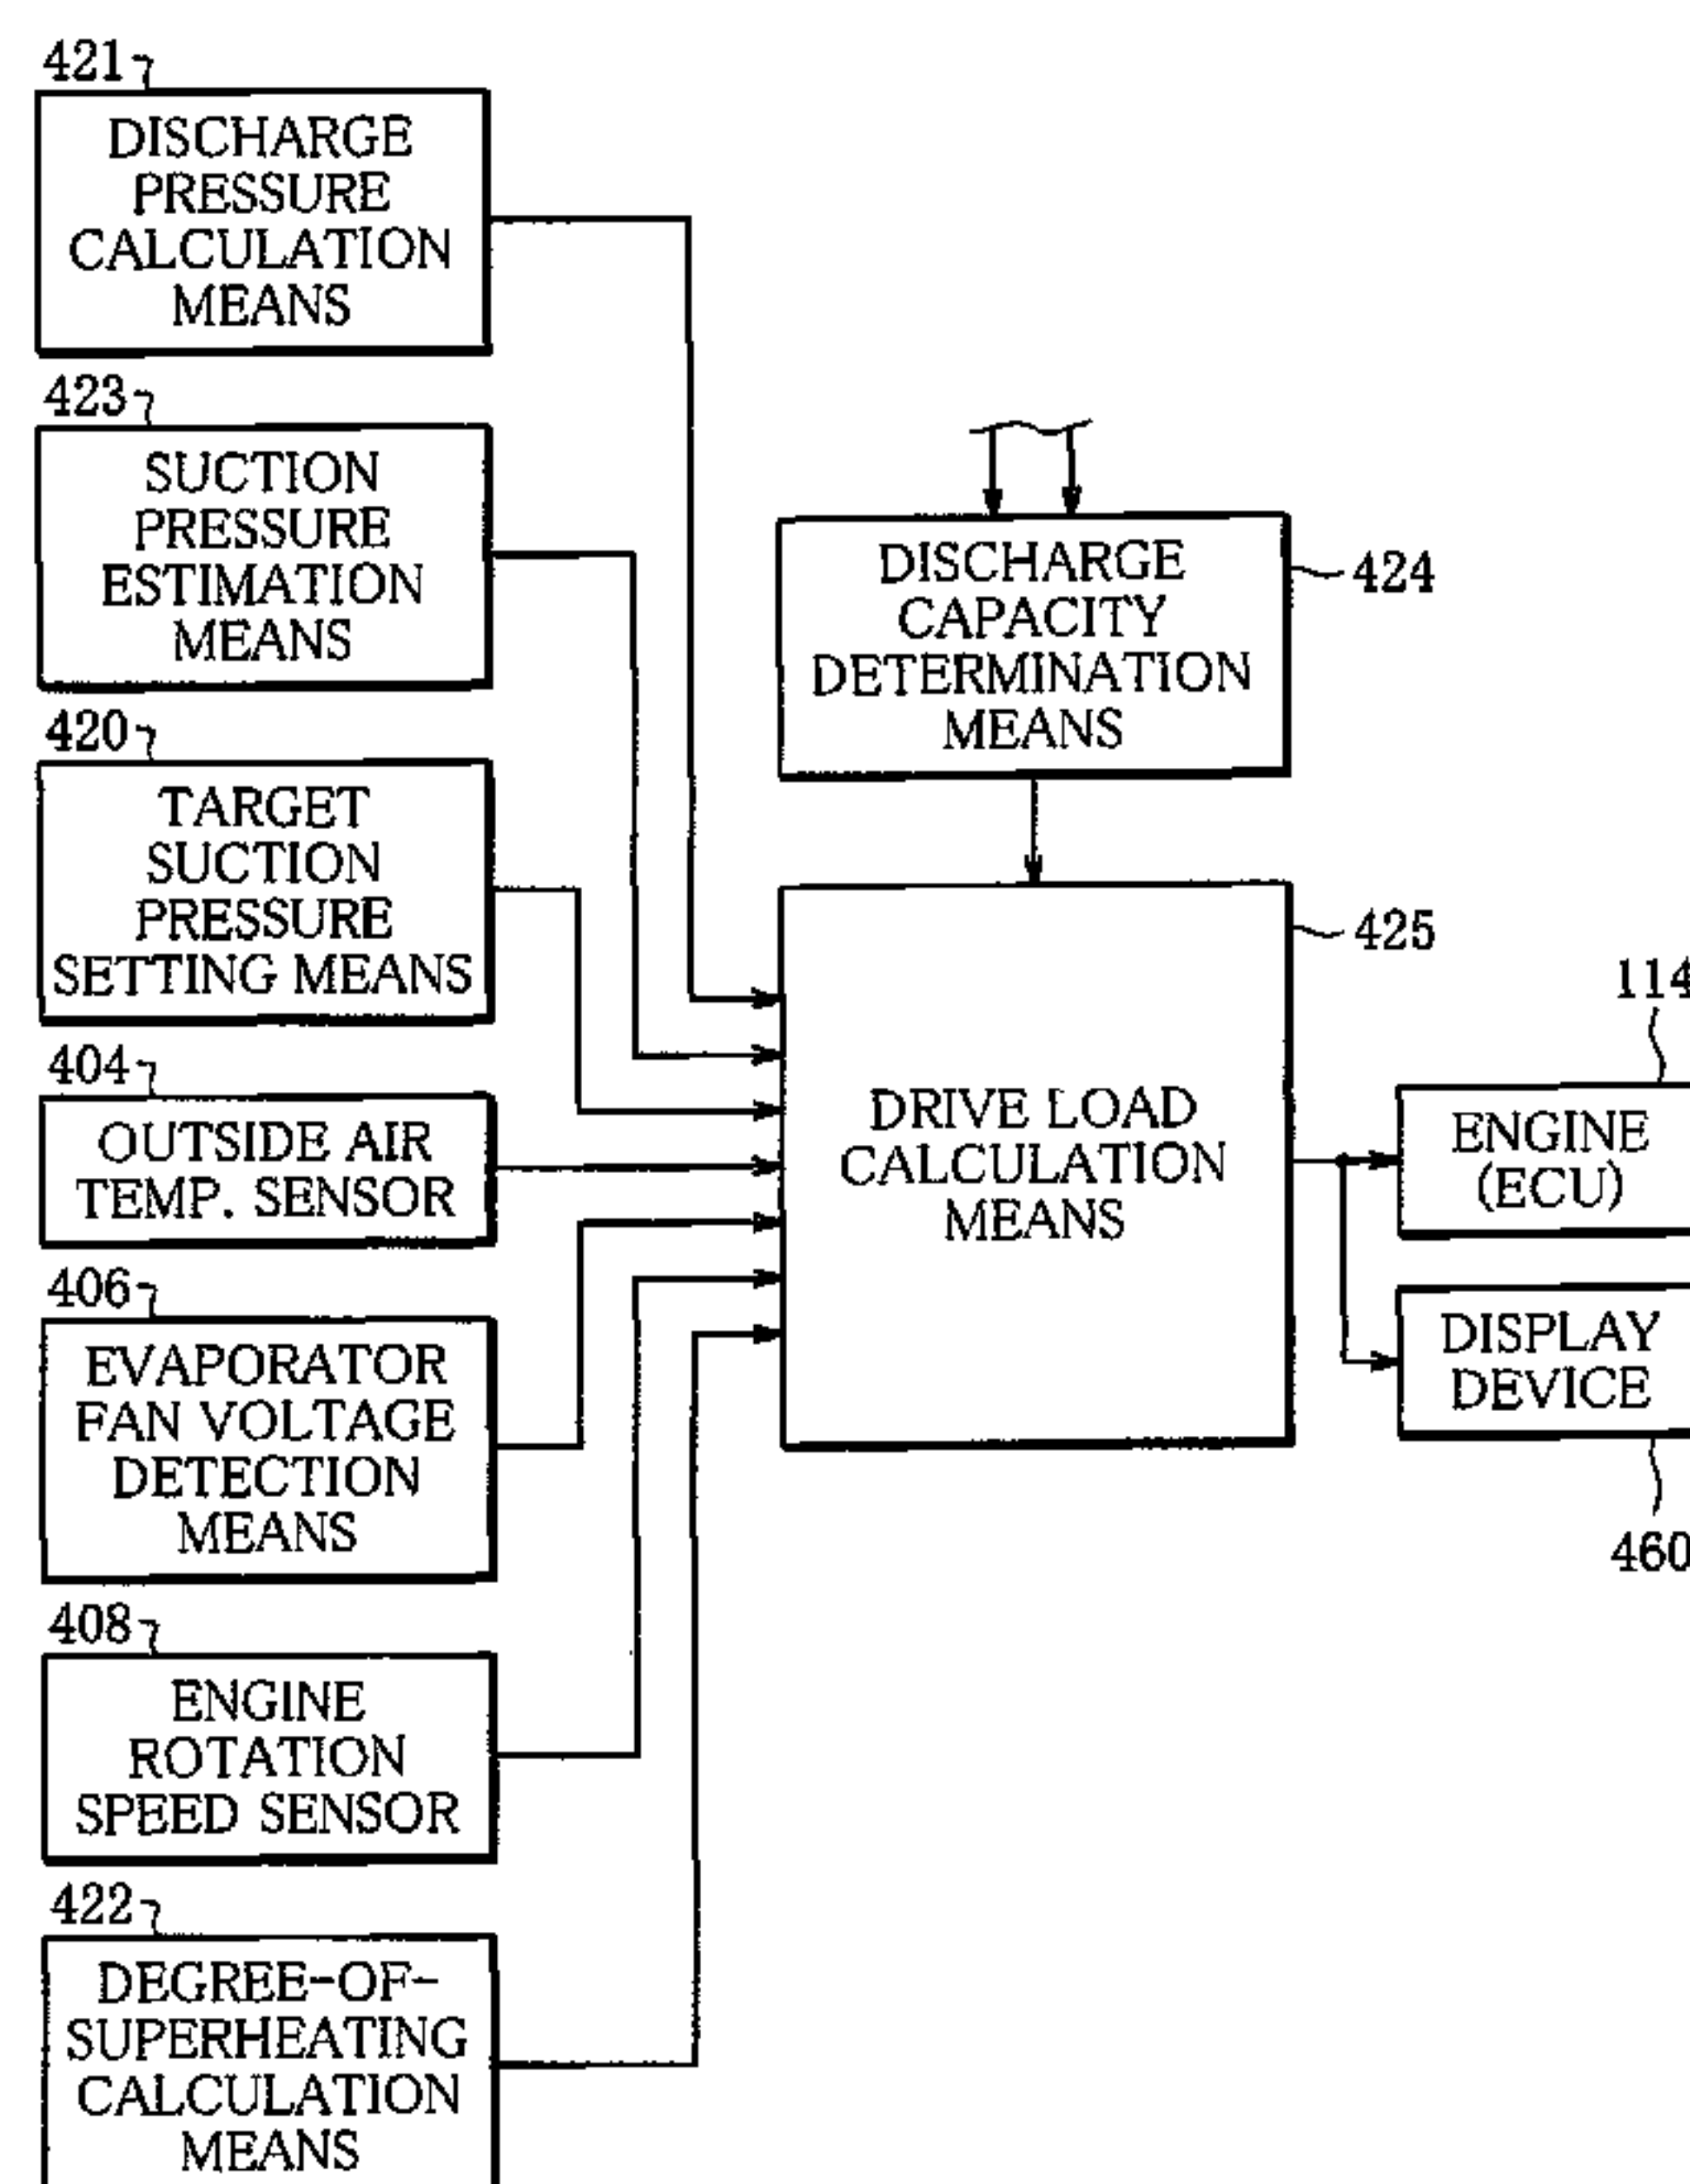 421
DISCHARGE
PRESSURE
CALCULATION
MEANS
423
SUCTION
PRESSURE
ESTIMATION
MEANS
420
TARGET
SUCTION
PRESSURE
SETTING MEANS
404
OUTSIDE AIR
TEMP. SENSOR
406
EVAPORATOR
FAN VOLTAGE
DETECTION
MEANS
408
ENGINE
ROTATION
SPEED SENSOR
422
DEGREE-OF-
SUPERHEATING
CALCULATION
MEANS
DISCHARGE
CAPACITY
DETERMINATION
MEANS
424
DRIVE LOAD
CALCULATION
MEANS
425
114
ENGINE
(ECU)
DISPLAY
DEVICE
460